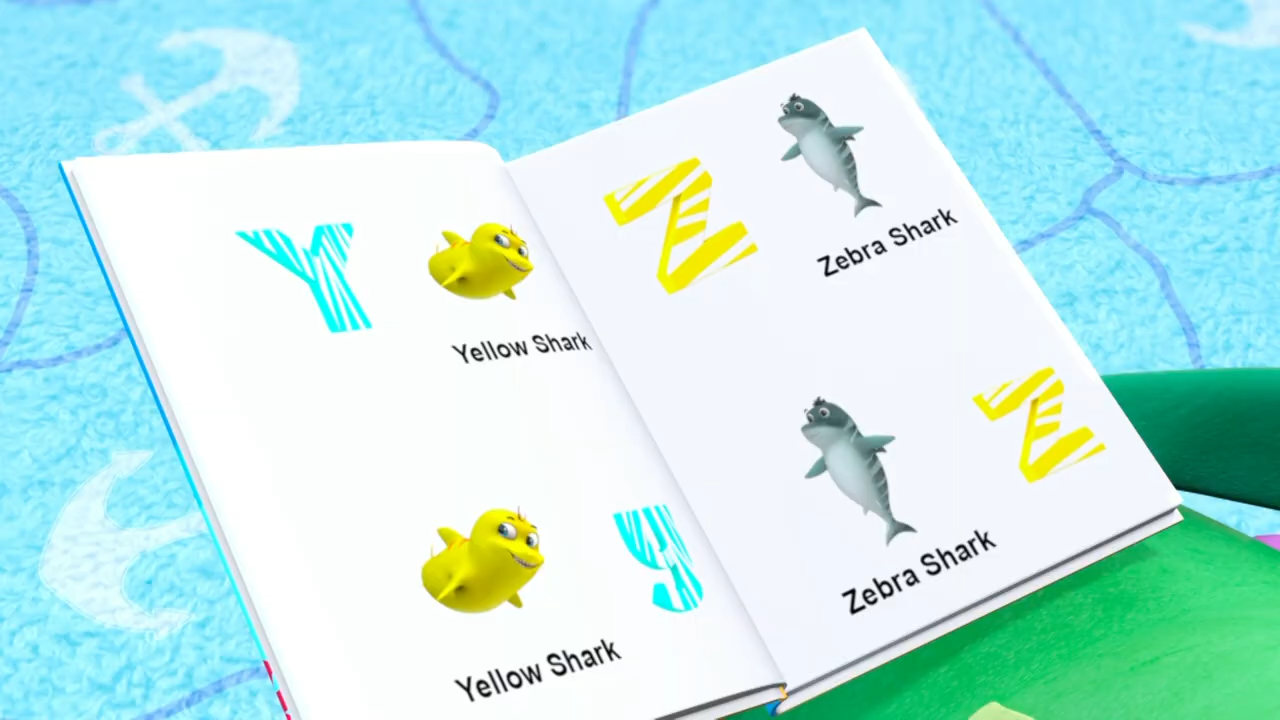 Y
Yellow Shark
Yellow Shark
y
Z
Zebra Shark
z
Zebra Shark